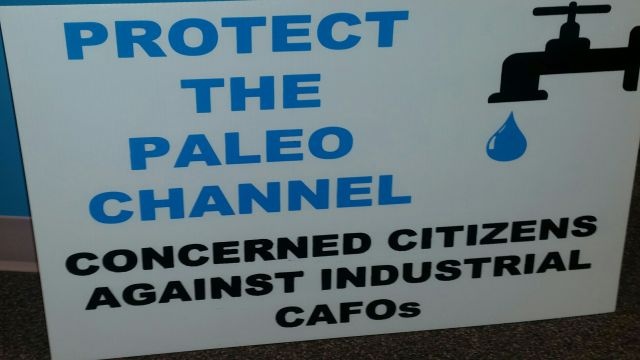 PROTECT
THE
PALEO
CHANNEL
CONCERNED CITIZENS
AGAINST INDUSTRIAL
CAFOs